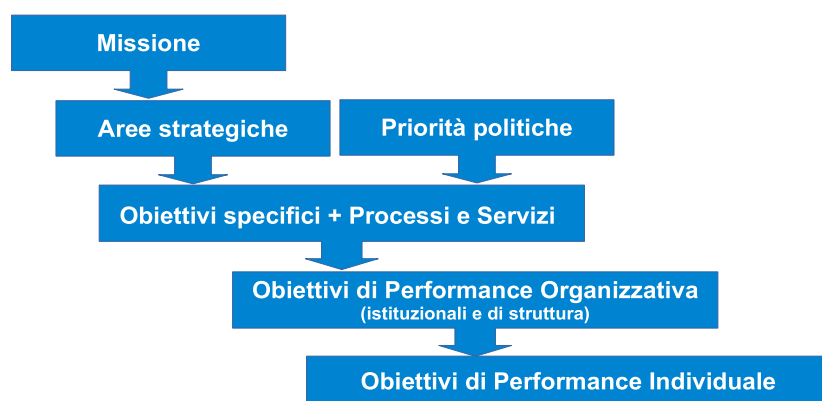 Missione
Aree strategiche
Priorità politiche
Obiettivi specifici + Processi e Servizi
Obiettivi di Performance Organizzativa
(istituzionali e di struttura)
Obiettivi di Performance Individuale